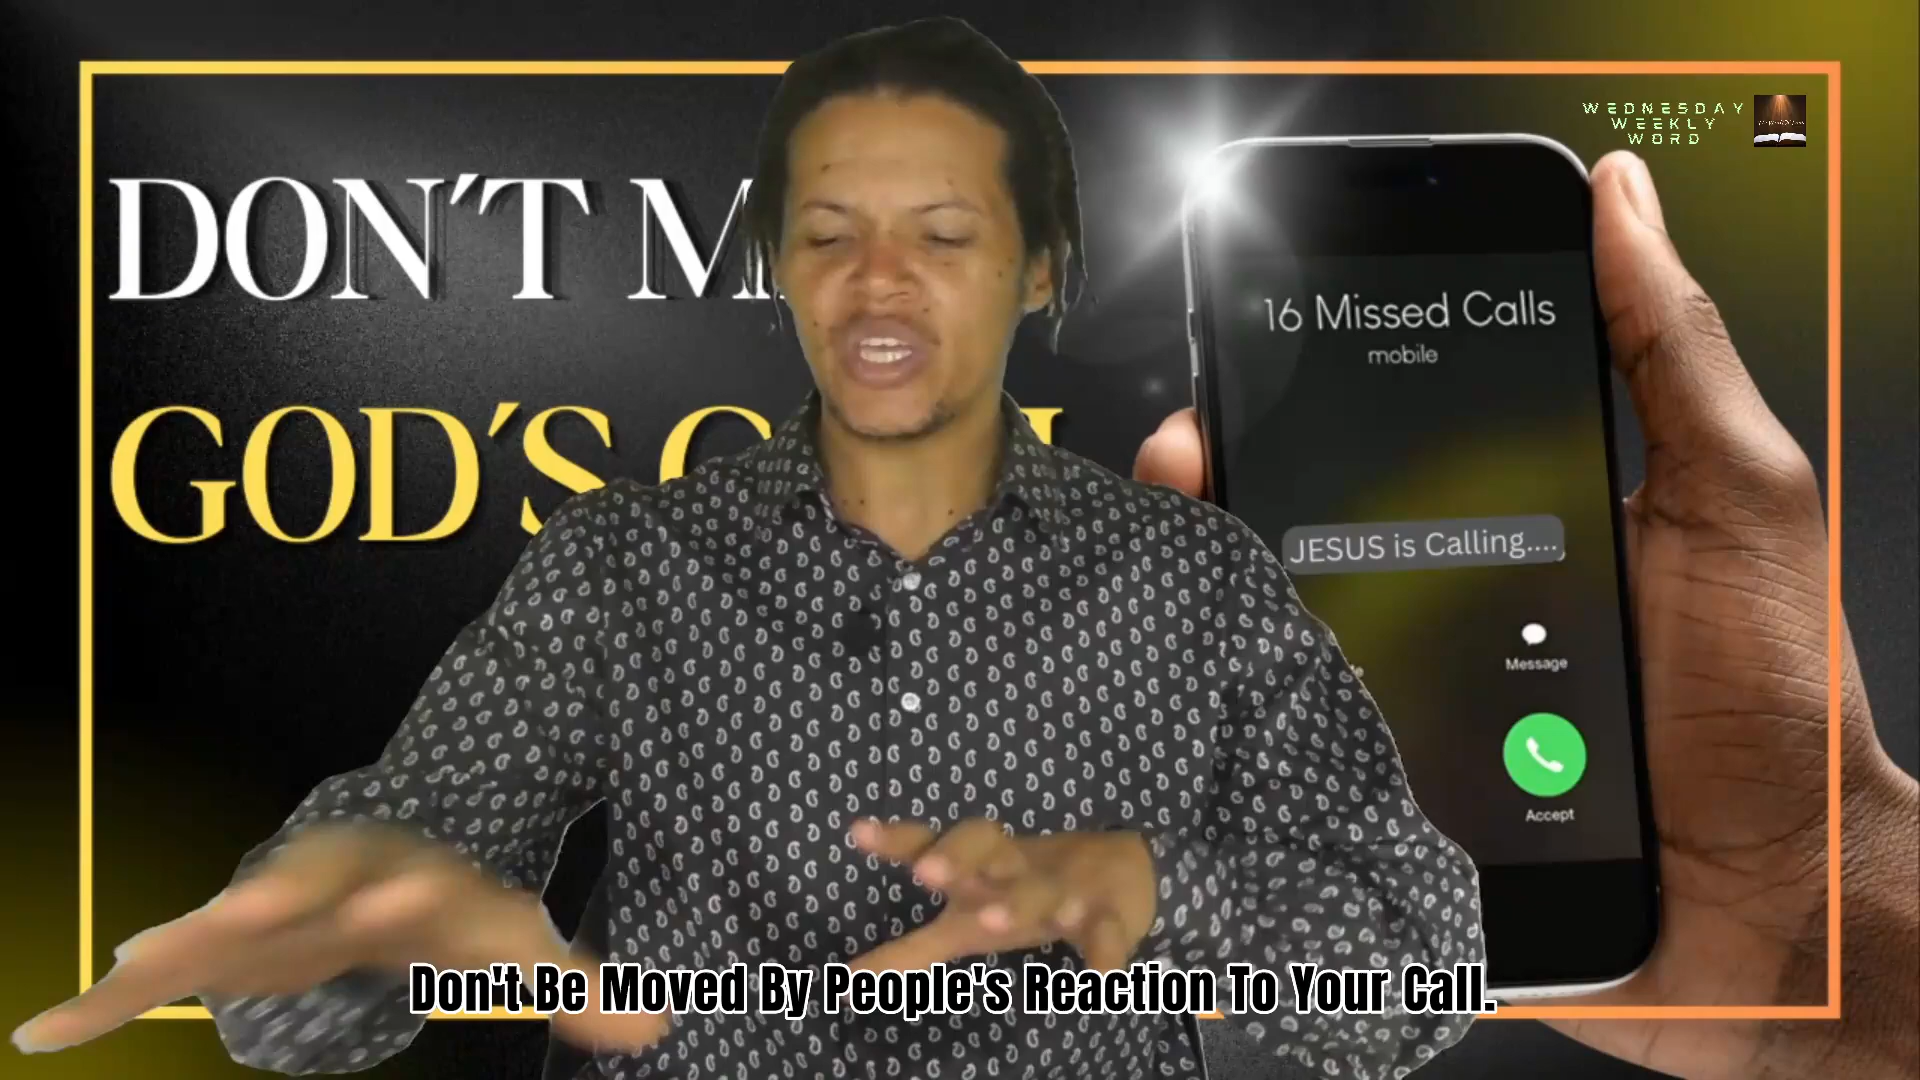 DON'T M
GOD'S C
WEDNESDAY
WEEKLY
WORD
16 Missed Calls
mobile
JESUS is Calling....
Message
Accept
Don't Be Moved By People's Reaction To Your Call.